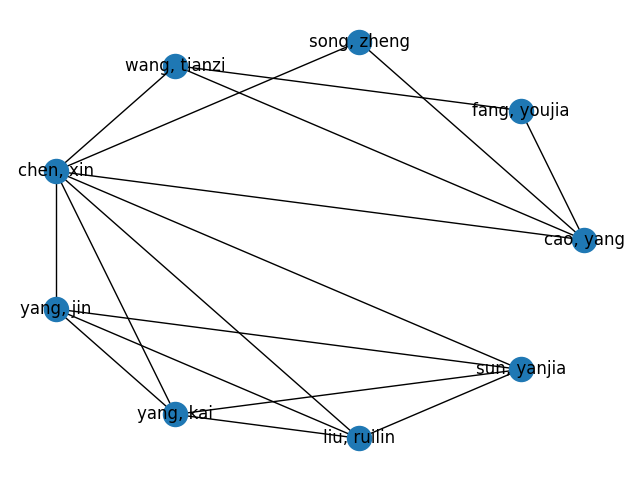 song, zheng
wang, tianzi
fang, youjia
chen, xin
cao, yang
yang, jin
sun, yanjia
yang, kai
liu, ruilin